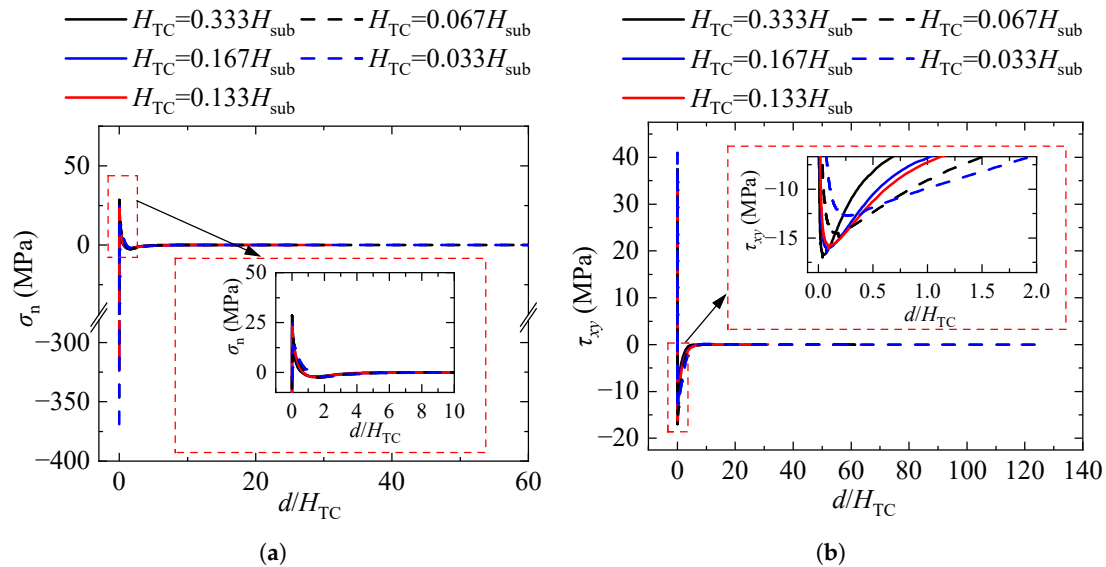 H_TC=0.333H_sub H_TC=0.067H_sub
H_TC=0.167H_sub H_TC=0.033H_sub
H_TC=0.133H_sub
σ_n (MPa)
50
0
−300
−350
−400
0 20 40 60
d/H_TC
σ_n (MPa)
50
25
0
0 2 4 6 8 10
d/H_TC
(a)
H_TC=0.333H_sub H_TC=0.067H_sub
H_TC=0.167H_sub H_TC=0.033H_sub
H_TC=0.133H_sub
τ_xy (MPa)
40
30
20
10
0
−10
−20
0 20 40 60 80 100 120 140
d/H_TC
τ_xy (MPa)
−10
−15
0.0 0.5 1.0 1.5 2.0
d/H_TC
(b)